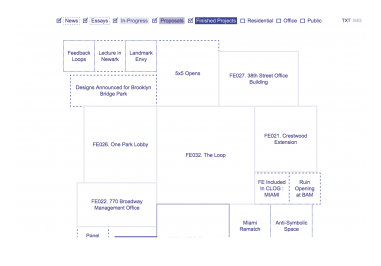 News Essays In-Progress Proposals Finished Projects Residential Office Public TXT IMG
Feedback
Loops
Lecture in
Newark
Landmark
Envy
5x5 Opens
FE027. 38th Street Office
Building
Designs Announced for Brooklyn
Bridge Park
FE026. One Park Lobby
FE032. The Loop
FE021. Crestwood
Extension
FE Included
in CLOG :
MIAMI
Ruin
Opening
at BAM
FE022. 770 Broadway
Management Office
Miami
Rematch
Anti-Symbolic
Space
Panel